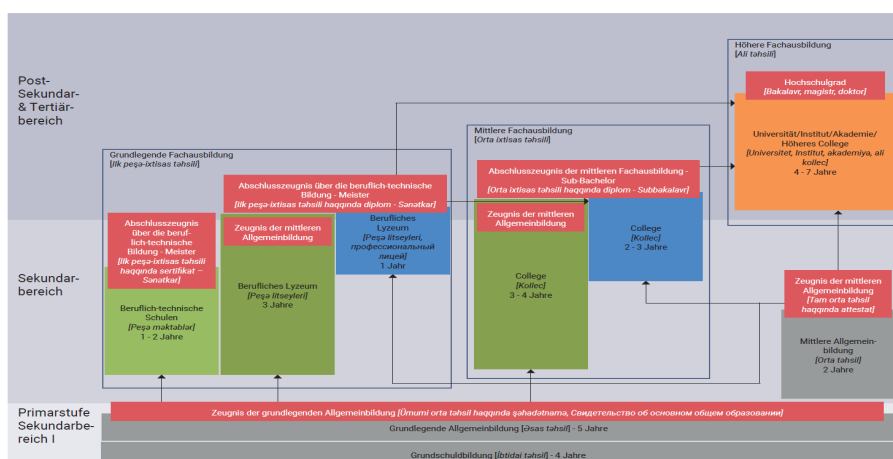 Post-
Sekundar-
& Tertiär-
bereich
Höhere Fachausbildung
[Ali təhsili]
Hochschulgrad
[Bakalavr, magistr, doktor]
Universität/Institut/Akademie/
Höheres College
[Universitet, Institut, akademiya, ali
kollec]
4 - 7 Jahre
Grundlegende Fachausbildung
[Ilk peşə-ixtisas təhsili]
Abschlusszeugnis über die beruflich-technische
Bildung - Meister
[Ilk peşə-ixtisas təhsili haqqında diplom - Sənətkar]
Mittlere Fachausbildung
[Orta ixtisas təhsili]
Abschlusszeugnis der mittleren Fachausbildung -
Sub-Bachelor
[Orta ixtisas təhsili haqqında diplom - Subbakalavr]
Sekundar-
bereich
Abschlusszeugnis
über die beruf-
lich-technische
Bildung - Meister
[Ilk peşə-ixtisas təhsili
haqqında sertifikat –
Sənətkar]
Beruflich-technische
Schulen
[Peşə məktəblər]
1 - 2 Jahre
Zeugnis der mittleren
Allgemeinbildung
Berufliches Lyzeum
[Peşə litseyleri]
3 Jahre
Berufliches
Lyzeum
[Peşə litseyleri,
профессиональный
лицей]
1 Jahr
Zeugnis der mittleren
Allgemeinbildung
College
[Kollec]
3 - 4 Jahre
College
[Kollec]
2 - 3 Jahre
Zeugnis der mittleren
Allgemeinbildung
[Tam orta təhsil
haqqında attestat]
Mittlere Allgemein-
bildung
[Orta təhsil]
2 Jahre
Primarstufe
Sekundarbe-
reich I
Zeugnis der grundlegenden Allgemeinbildung [Ümumi orta təhsil haqqında şəhadətnamə, Свидетельство об основном общем образовании]
Grundlegende Allgemeinbildung [Əsas təhsil] - 5 Jahre
Grundschuldbildung [İbtidai təhsil] - 4 Jahre